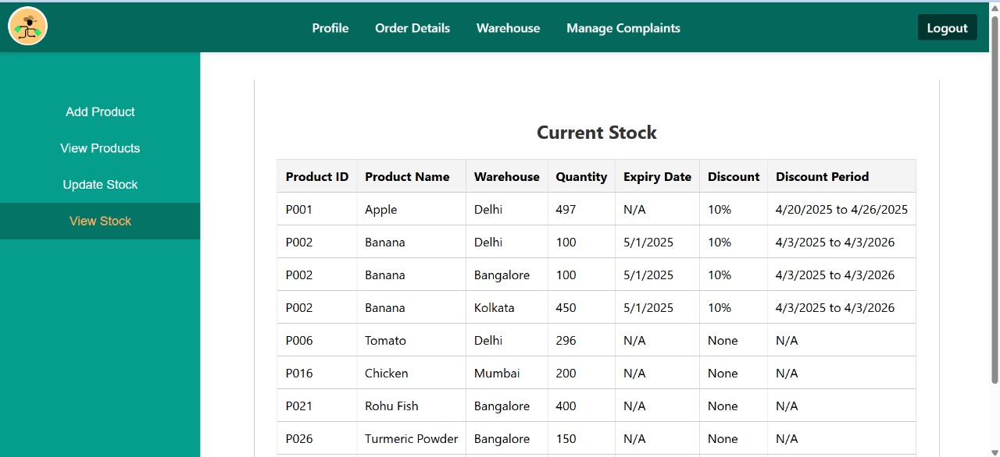 Profile Order Details Warehouse Manage Complaints Logout
Add Product
View Products
Update Stock
View Stock
Current Stock
Product ID Product Name Warehouse Quantity Expiry Date Discount Discount Period
P001 Apple Delhi 497 N/A 10% 4/20/2025 to 4/26/2025
P002 Banana Delhi 100 5/1/2025 10% 4/3/2025 to 4/3/2026
P002 Banana Bangalore 100 5/1/2025 10% 4/3/2025 to 4/3/2026
P002 Banana Kolkata 450 5/1/2025 10% 4/3/2025 to 4/3/2026
P006 Tomato Delhi 296 N/A None N/A
P016 Chicken Mumbai 200 N/A None N/A
P021 Rohu Fish Bangalore 400 N/A None N/A
P026 Turmeric Powder Bangalore 150 N/A None N/A